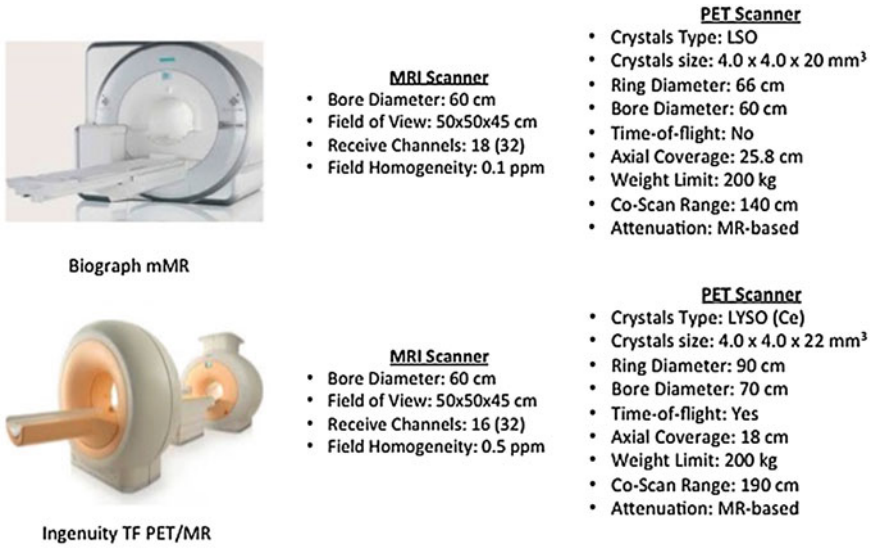 MRI Scanner
• Bore Diameter: 60 cm
• Field of View: 50x50x45 cm
• Receive Channels: 18 (32)
• Field Homogeneity: 0.1 ppm
PET Scanner
• Crystals Type: LSO
• Crystals size: 4.0 x 4.0 x 20 mm³
• Ring Diameter: 66 cm
• Bore Diameter: 60 cm
• Time-of-flight: No
• Axial Coverage: 25.8 cm
• Weight Limit: 200 kg
• Co-Scan Range: 140 cm
• Attenuation: MR-based
Biograph mMR
MRI Scanner
• Bore Diameter: 60 cm
• Field of View: 50x50x45 cm
• Receive Channels: 16 (32)
• Field Homogeneity: 0.5 ppm
PET Scanner
• Crystals Type: LYSO (Ce)
• Crystals size: 4.0 x 4.0 x 22 mm³
• Ring Diameter: 90 cm
• Bore Diameter: 70 cm
• Time-of-flight: Yes
• Axial Coverage: 18 cm
• Weight Limit: 200 kg
• Co-Scan Range: 190 cm
• Attenuation: MR-based
Ingenuity TF PET/MR